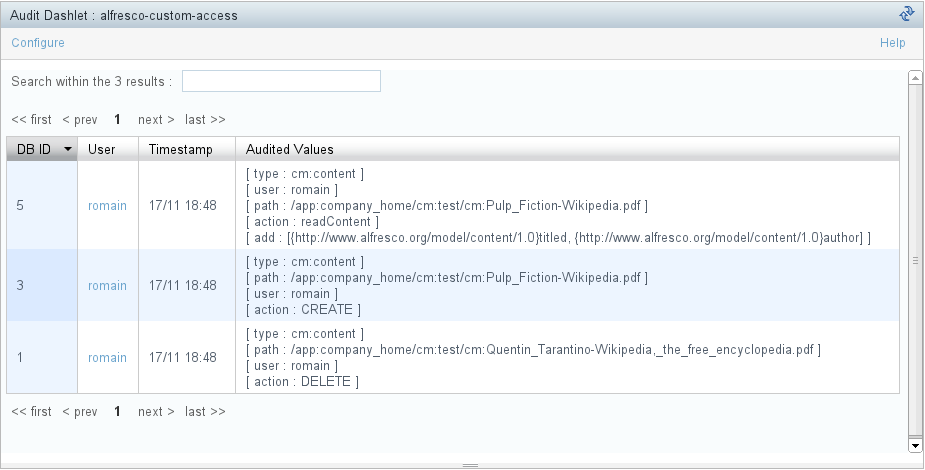 Audit Dashlet : alfresco-custom-access
Configure Help
Search within the 3 results :
<< first < prev 1 next > last >>
DB ID User Timestamp Audited Values
[ type : cm:content ]
[ user : romain ]
5 romain 17/11 18:48 [ path : /app:company_home/cm:test/cm:Pulp_Fiction-Wikipedia.pdf ]
[ action : readContent ]
[ add : [{http://www.alfresco.org/model/content/1.0}titled, {http://www.alfresco.org/model/content/1.0}author] ]
[ type : cm:content ]
[ path : /app:company_home/cm:test/cm:Pulp_Fiction-Wikipedia.pdf ]
3 romain 17/11 18:48
[ user : romain ]
[ action : CREATE ]
[ type : cm:content ]
[ path : /app:company_home/cm:test/cm:Quentin_Tarantino-Wikipedia,_the_free_encyclopedia.pdf ]
1 romain 17/11 18:48
[ user : romain ]
[ action : DELETE ]
<< first < prev 1 next > last >>